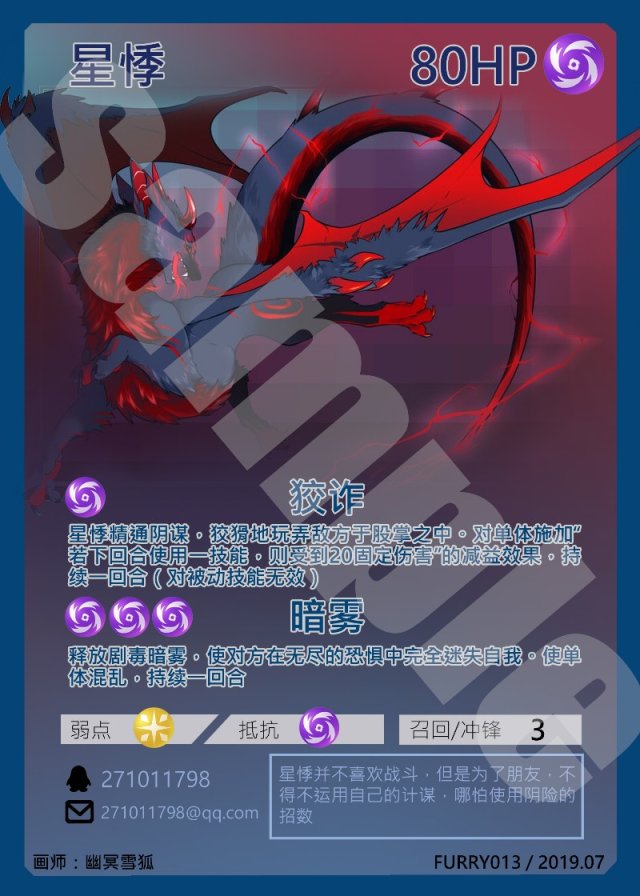 星悸
80HP
Sample
狡诈
星悸精通阴谋，狡猾地玩弄敌方于股掌之中。对单体施加“
若下回合使用一技能，则受到20固定伤害”的减益效果，持
续一回合（对被动技能无效）
暗雾
释放剧毒暗雾，使对方在无尽的恐惧中完全迷失自我。使单
体混乱，持续一回合
弱点 抵抗 召回/冲锋 3
271011798
271011798@qq.com
星悸并不喜欢战斗，但是为了朋友，不
得不运用自己的计谋，哪怕使用阴险的
招数
画师：幽冥雪狐
FURRY013 / 2019.07